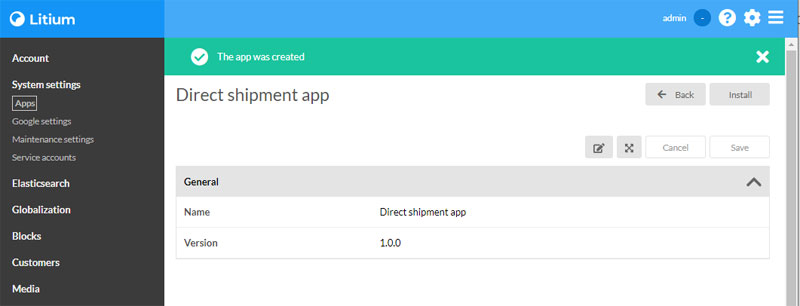 Litium
admin
Account
System settings
Apps
Google settings
Maintenance settings
Service accounts
Elasticsearch
Globalization
Blocks
Customers
Media
The app was created
Direct shipment app
Back
Install
Cancel
Save
General
Name Direct shipment app
Version 1.0.0